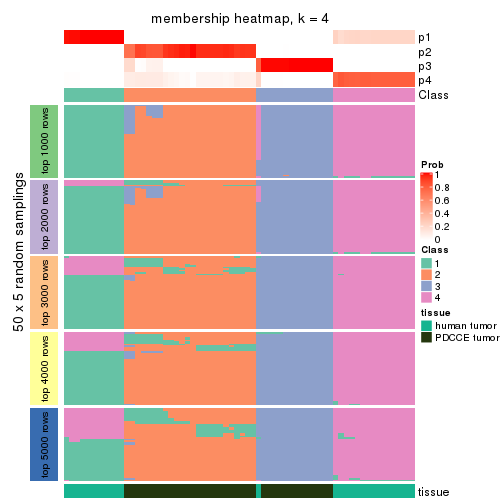 membership heatmap, k = 4
p1
p2
p3
p4
Class
50 x 5 random samplings
top 1000 rows
top 2000 rows
top 3000 rows
top 4000 rows
top 5000 rows
Prob
1
0.8
0.6
0.4
0.2
0
Class
1
2
3
4
tissue
human tumor
PDCCE tumor
tissue